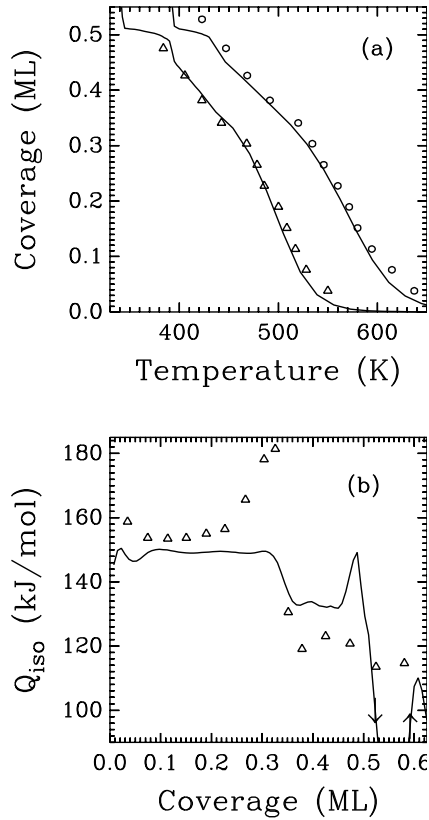 0.5
0.4
0.3
0.2
0.1
0.0
Coverage (ML)
(a)
400 500 600
Temperature (K)
180
160
140
120
100
Q_iso (kJ/mol)
(b)
0.0 0.1 0.2 0.3 0.4 0.5 0.6
Coverage (ML)